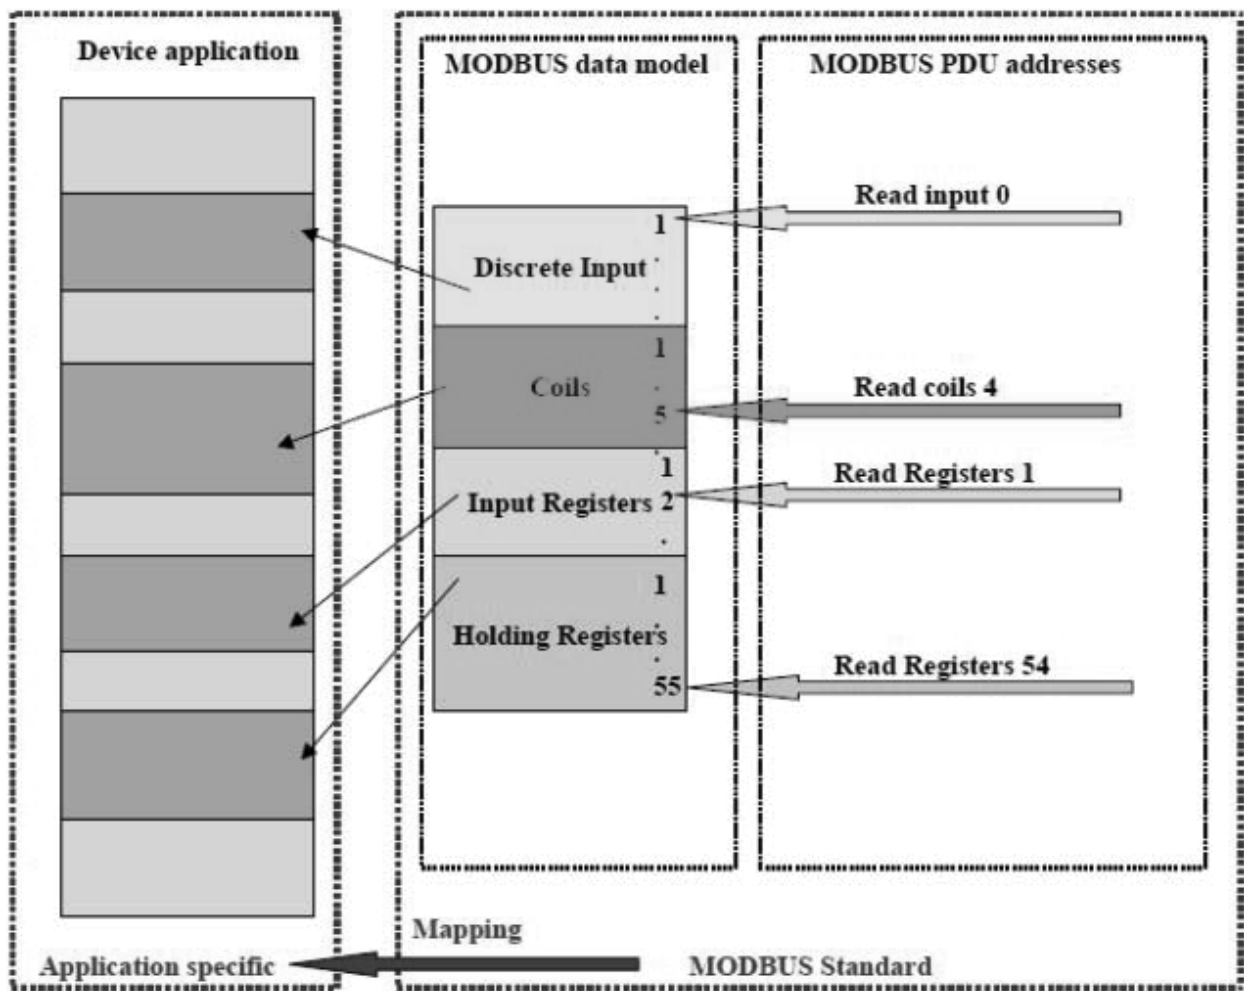 Device application
MODBUS data model
MODBUS PDU addresses
Read input 0
1
Discrete Input
.
.
1
Coils
.
5
Read coils 4
.
1
Input Registers 2
.
Read Registers 1
1
Holding Registers
.
.
55
Read Registers 54
Mapping
Application specific
MODBUS Standard